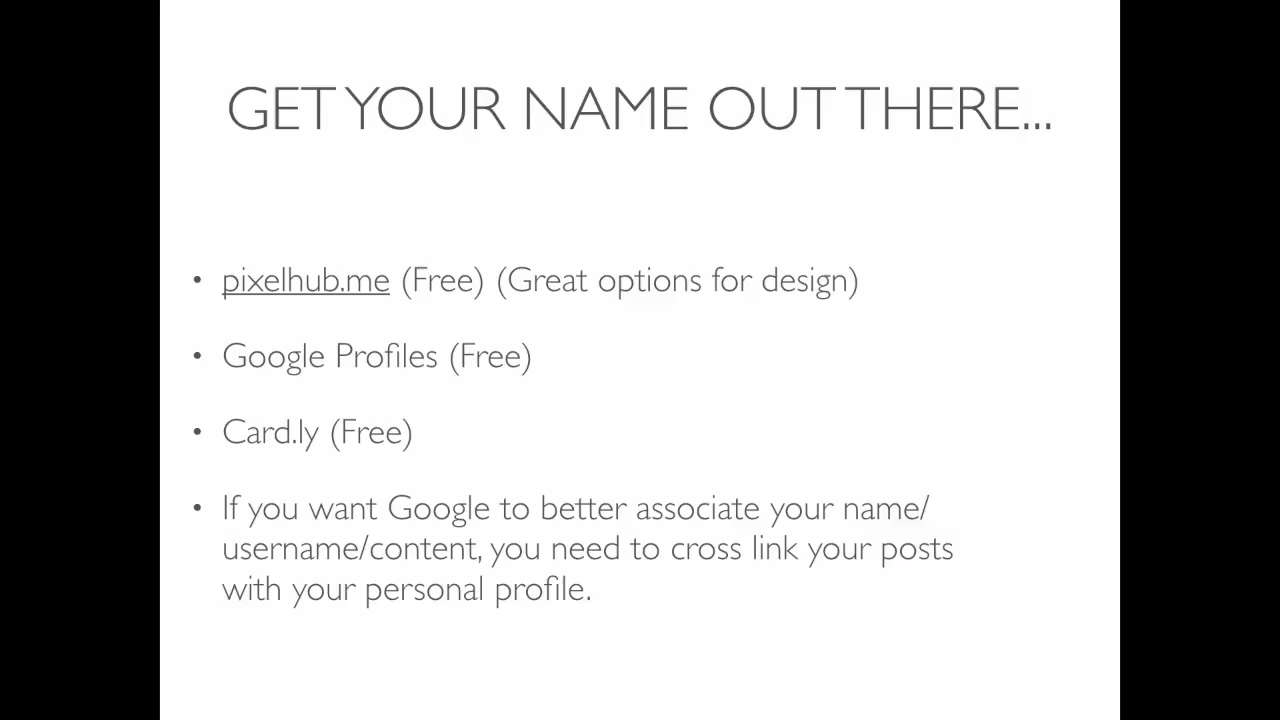 GET YOUR NAME OUT THERE...
• pixelhub.me (Free) (Great options for design)
• Google Profiles (Free)
• Card.ly (Free)
• If you want Google to better associate your name/
username/content, you need to cross link your posts
with your personal profile.